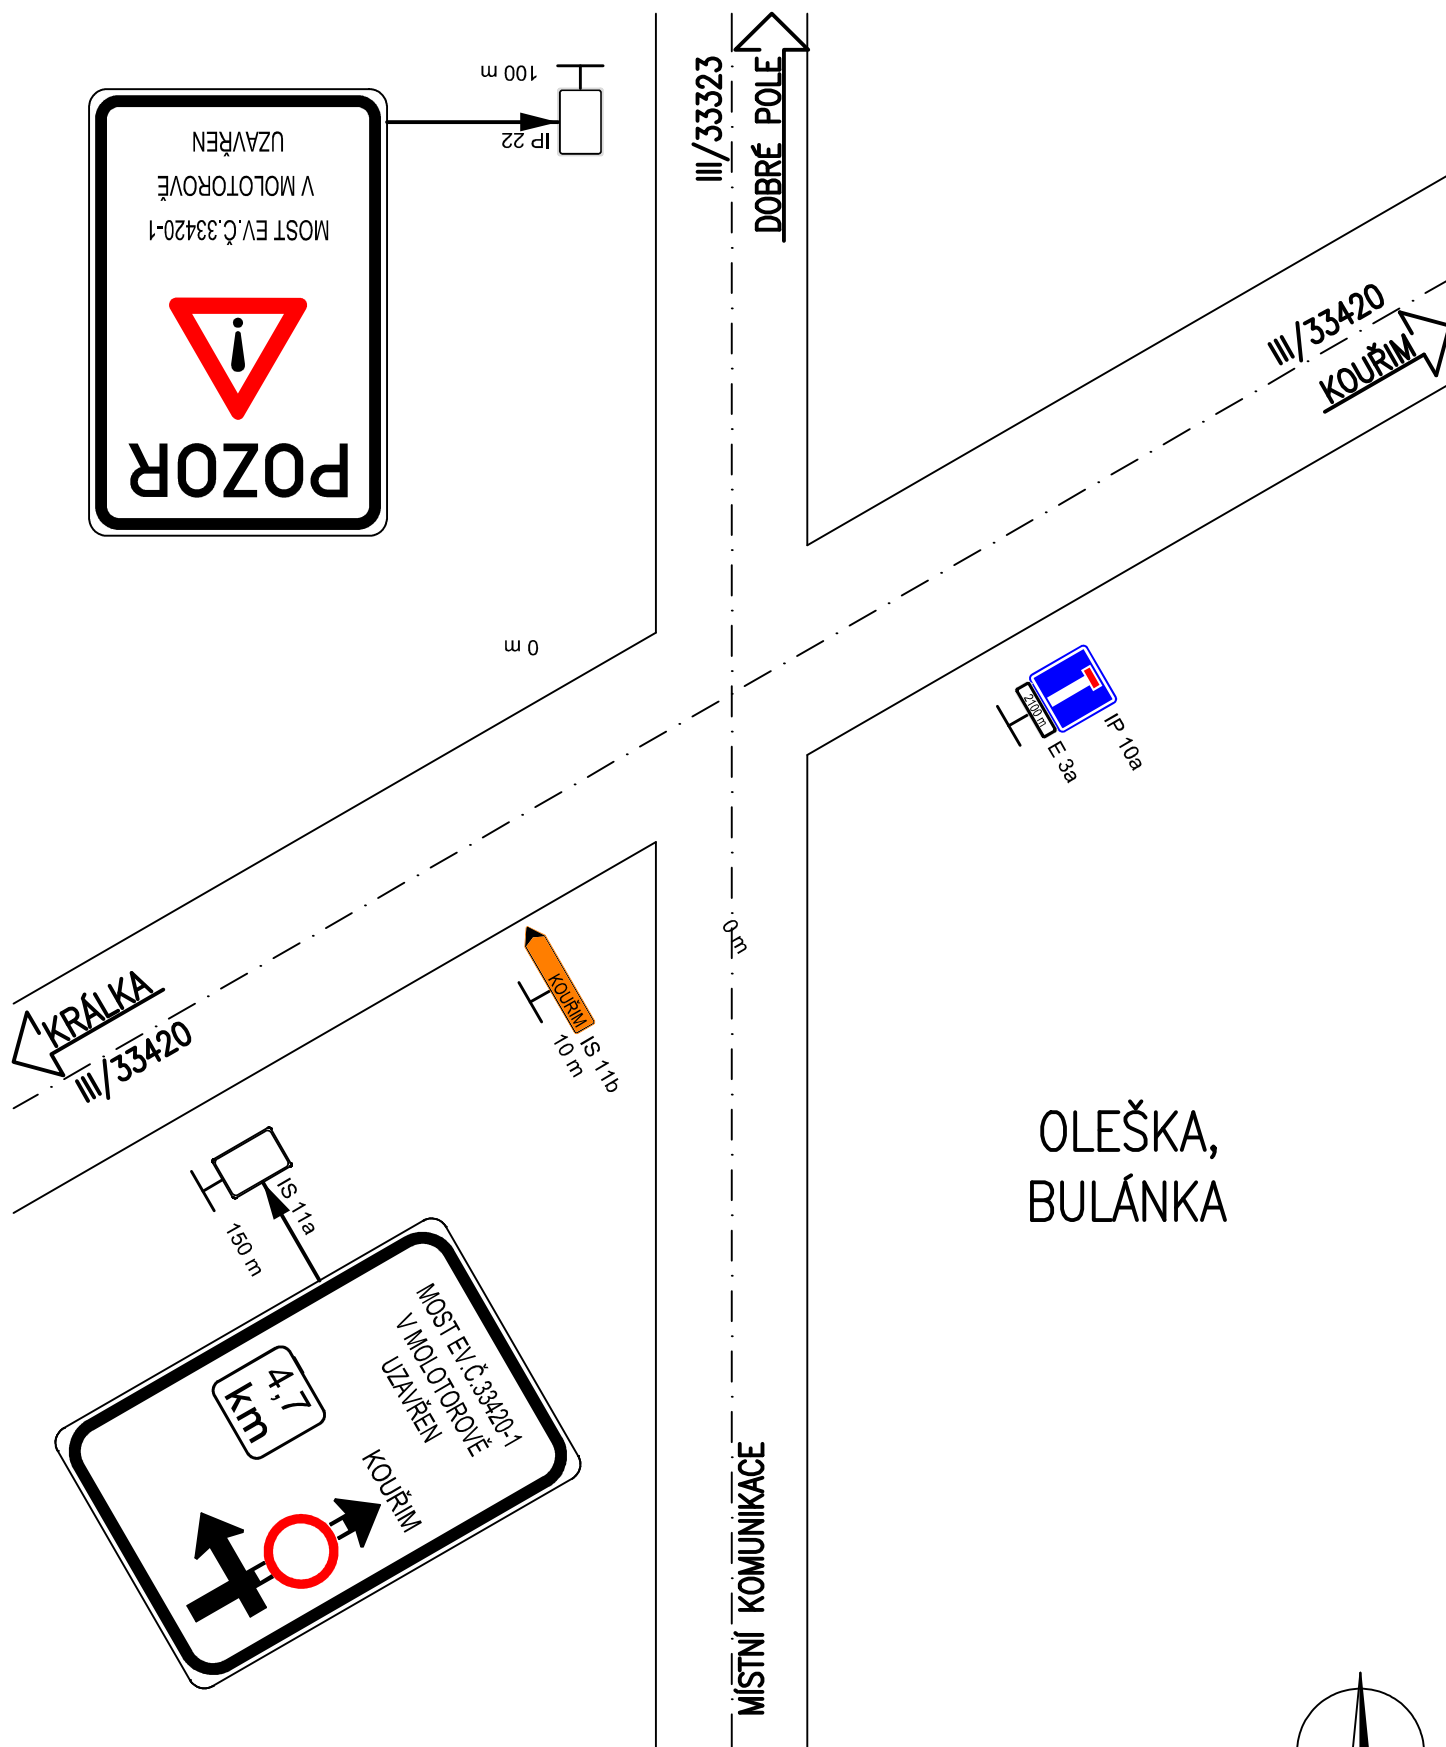 100 m
IP 22
POZOR
MOST EV.Č.33420-1
V MOLOTOROVĚ
UZAVŘEN
III/33323
DOBRÉ POLE
III/33420
KOUŘIM
0 m
2100 m
E 3a
IP 10a
0 m
KRÁLKA
III/33420
KOUŘIM
IS 11b
10 m
IS 11a
150 m
MOST EV.Č.33420-1
V MOLOTOROVĚ
UZAVŘEN
4,7
km
KOUŘIM
OLEŠKA,
BULÁNKA
MÍSTNÍ KOMUNIKACE